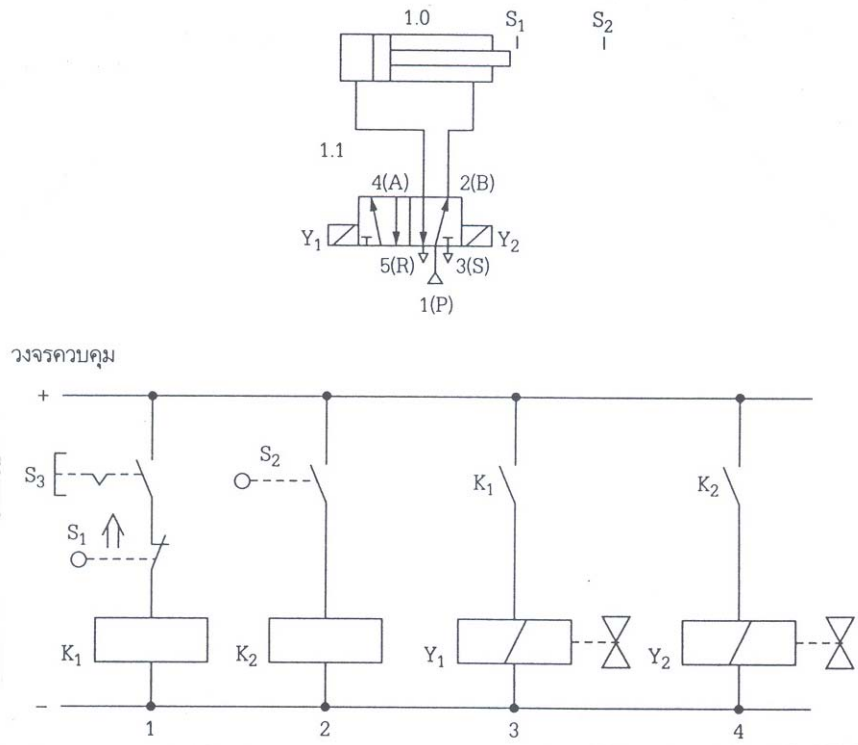 1.0 S₁ S₂
1.1
4(A) 2(B)
Y₁ Y₂
5(R) 3(S)
1(P)
วงจรควบคุม
+
S₃ S₂ K₁ K₂
S₁
K₁ K₂ Y₁ Y₂
–
1 2 3 4